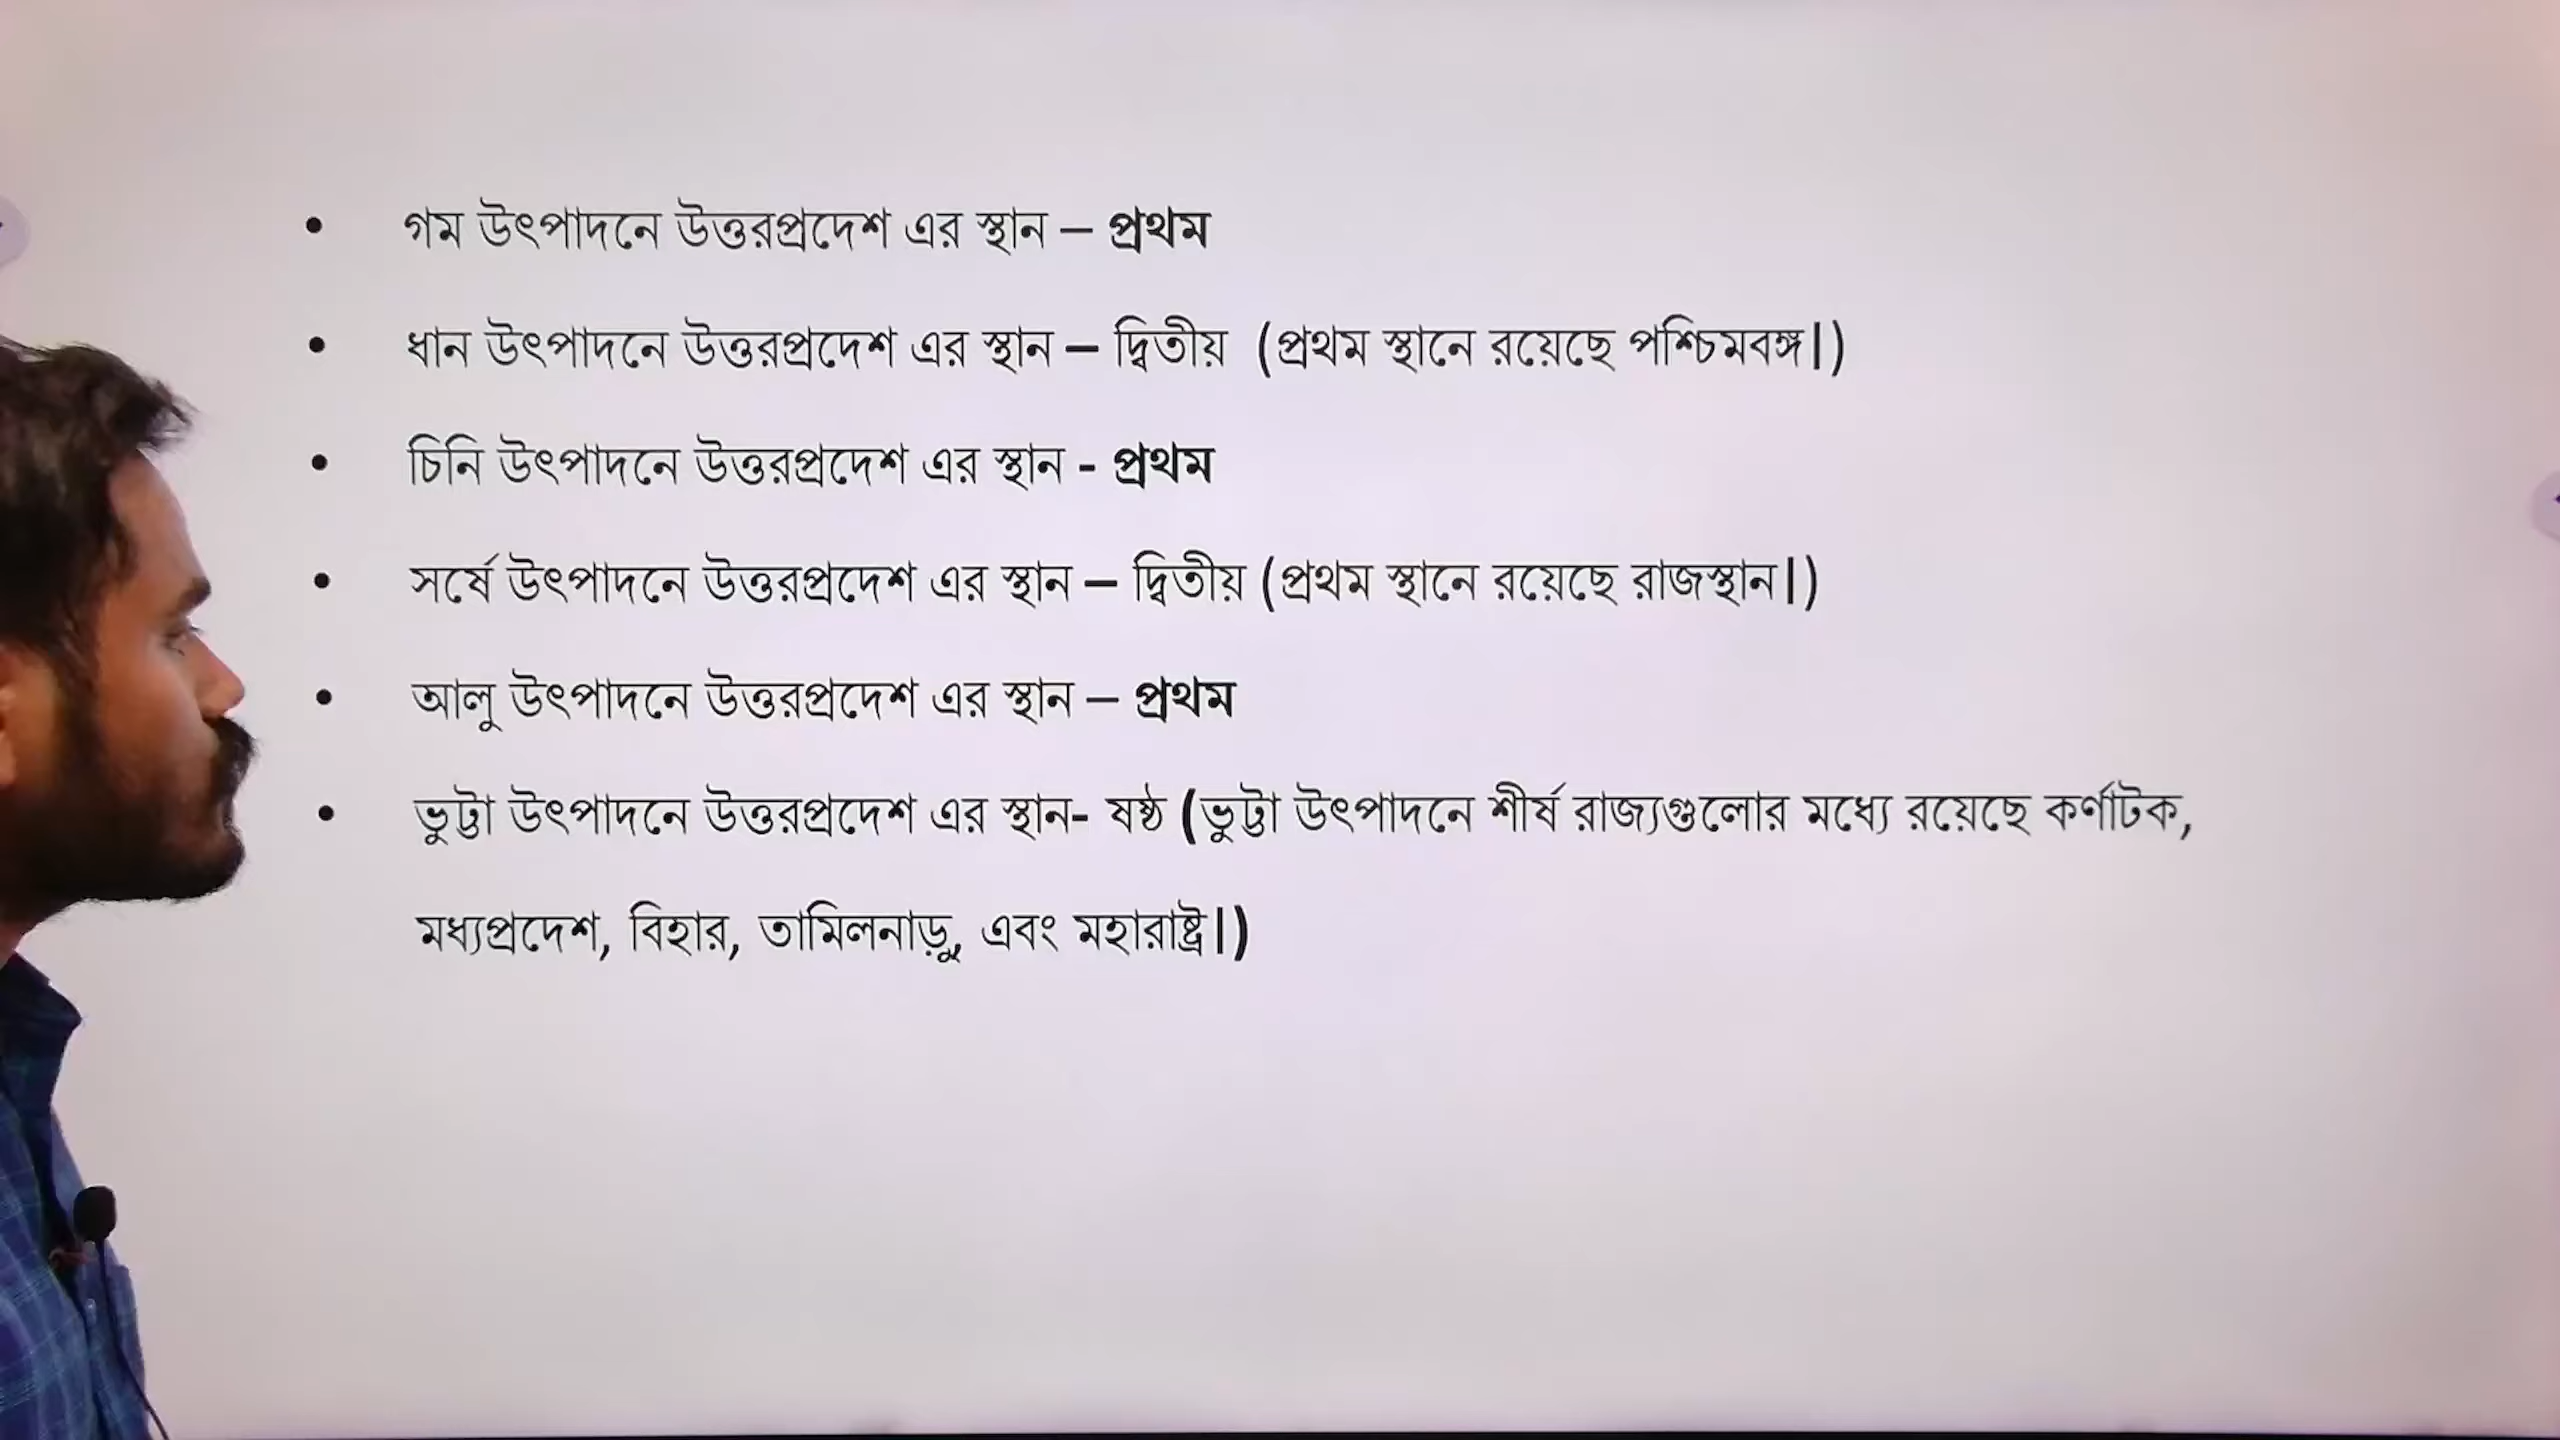 • গম উৎপাদনে উত্তরপ্রদেশ এর স্থান – প্রথম
• ধান উৎপাদনে উত্তরপ্রদেশ এর স্থান – দ্বিতীয় (প্রথম স্থানে রয়েছে পশ্চিমবঙ্গ।)
• চিনি উৎপাদনে উত্তরপ্রদেশ এর স্থান - প্রথম
• সর্ষে উৎপাদনে উত্তরপ্রদেশ এর স্থান – দ্বিতীয় (প্রথম স্থানে রয়েছে রাজস্থান।)
• আলু উৎপাদনে উত্তরপ্রদেশ এর স্থান – প্রথম
• ভুট্টা উৎপাদনে উত্তরপ্রদেশ এর স্থান- ষষ্ঠ (ভুট্টা উৎপাদনে শীর্ষ রাজ্যগুলোর মধ্যে রয়েছে কর্ণাটক,
মধ্যপ্রদেশ, বিহার, তামিলনাড়ু, এবং মহারাষ্ট্র।)